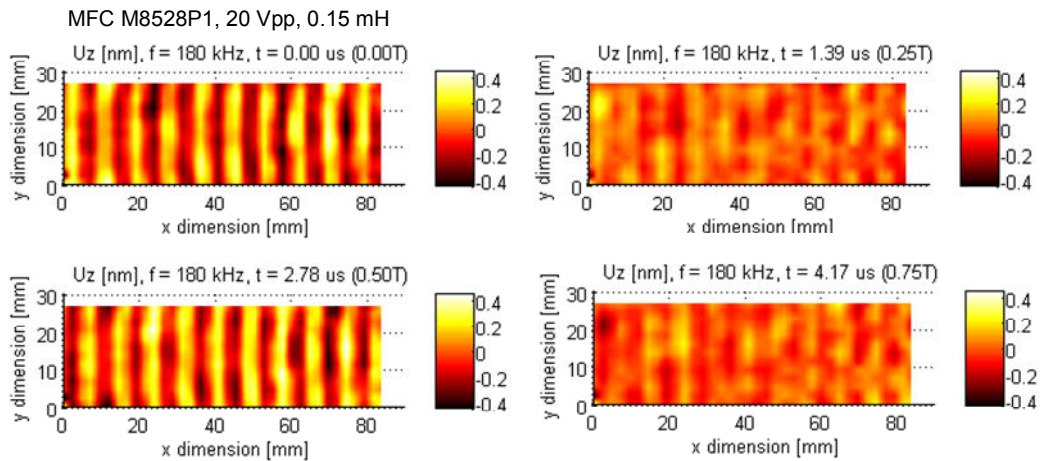 MFC M8528P1, 20 Vpp, 0.15 mH
Uz [nm], f = 180 kHz, t = 0.00 us (0.00T)
30
20
10
0
y dimension [mm]
0 20 40 60 80
x dimension [mm]
0.4
0.2
0
-0.2
-0.4
Uz [nm], f = 180 kHz, t = 1.39 us (0.25T)
30
20
10
0
y dimension [mm]
0 20 40 60 80
x dimension [mm]
0.4
0.2
0
-0.2
-0.4
Uz [nm], f = 180 kHz, t = 2.78 us (0.50T)
30
20
10
0
y dimension [mm]
0 20 40 60 80
x dimension [mm]
0.4
0.2
0
-0.2
-0.4
Uz [nm], f = 180 kHz, t = 4.17 us (0.75T)
30
20
10
0
y dimension [mm]
0 20 40 60 80
x dimension [mm]
0.4
0.2
0
-0.2
-0.4